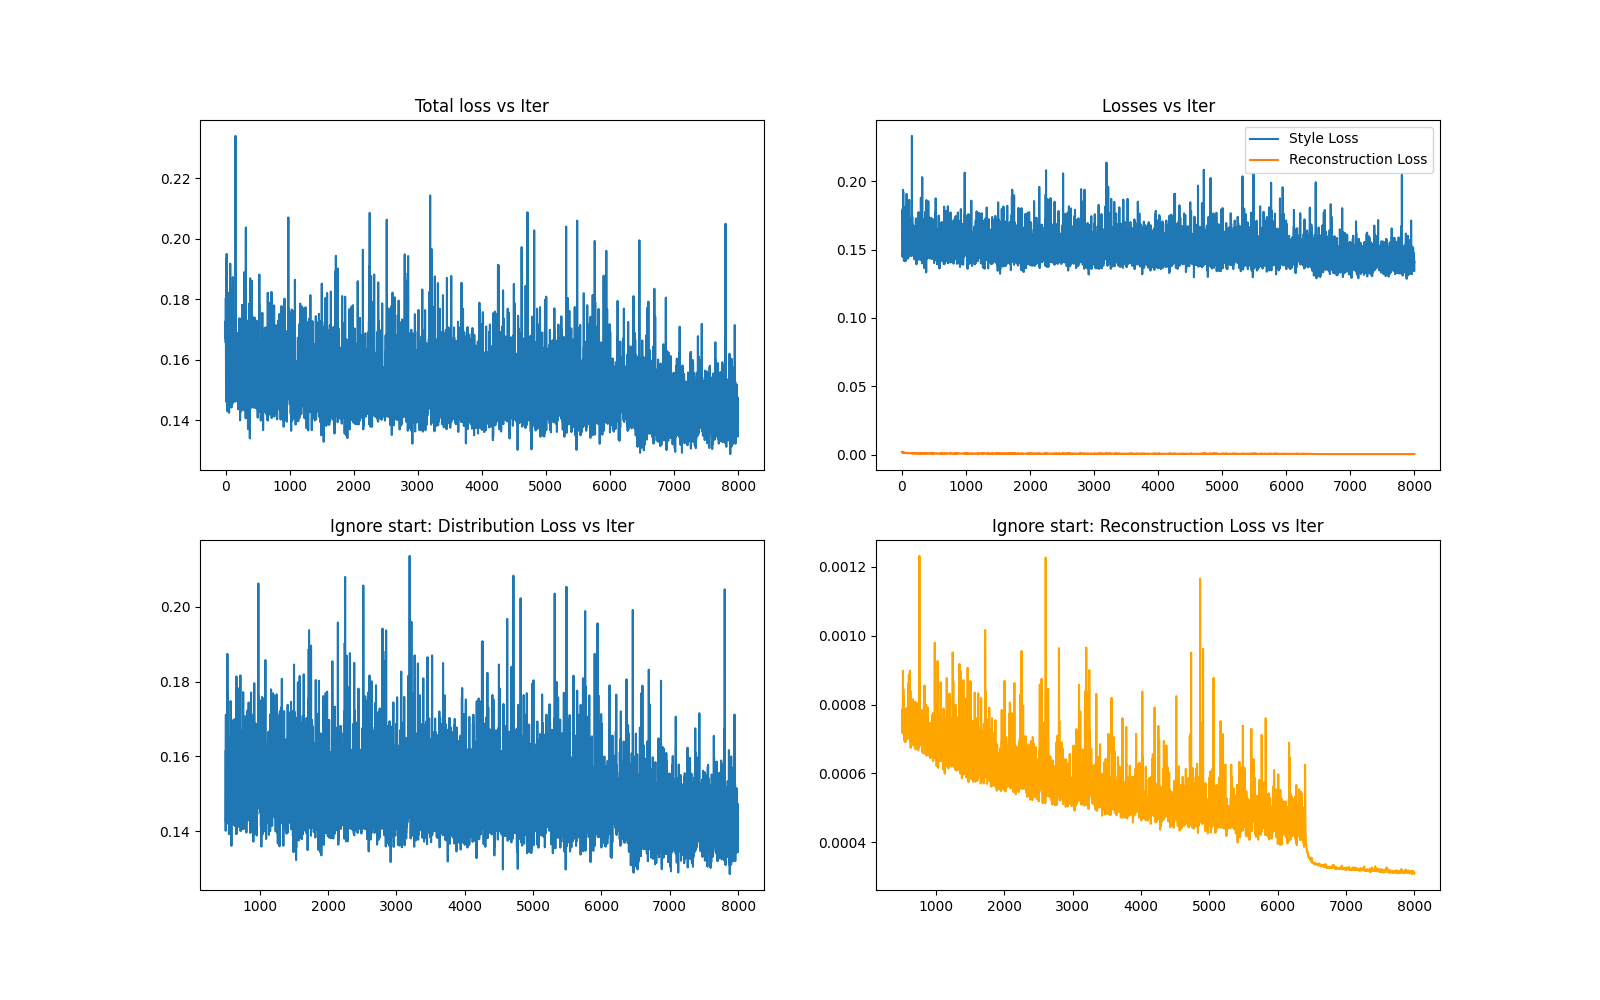 Total loss vs Iter
0.22
0.20
0.18
0.16
0.14
0 1000 2000 3000 4000 5000 6000 7000 8000
Losses vs Iter
Style Loss
Reconstruction Loss
0.20
0.15
0.10
0.05
0.00
0 1000 2000 3000 4000 5000 6000 7000 8000
Ignore start: Distribution Loss vs Iter
0.20
0.18
0.16
0.14
1000 2000 3000 4000 5000 6000 7000 8000
Ignore start: Reconstruction Loss vs Iter
0.0012
0.0010
0.0008
0.0006
0.0004
1000 2000 3000 4000 5000 6000 7000 8000